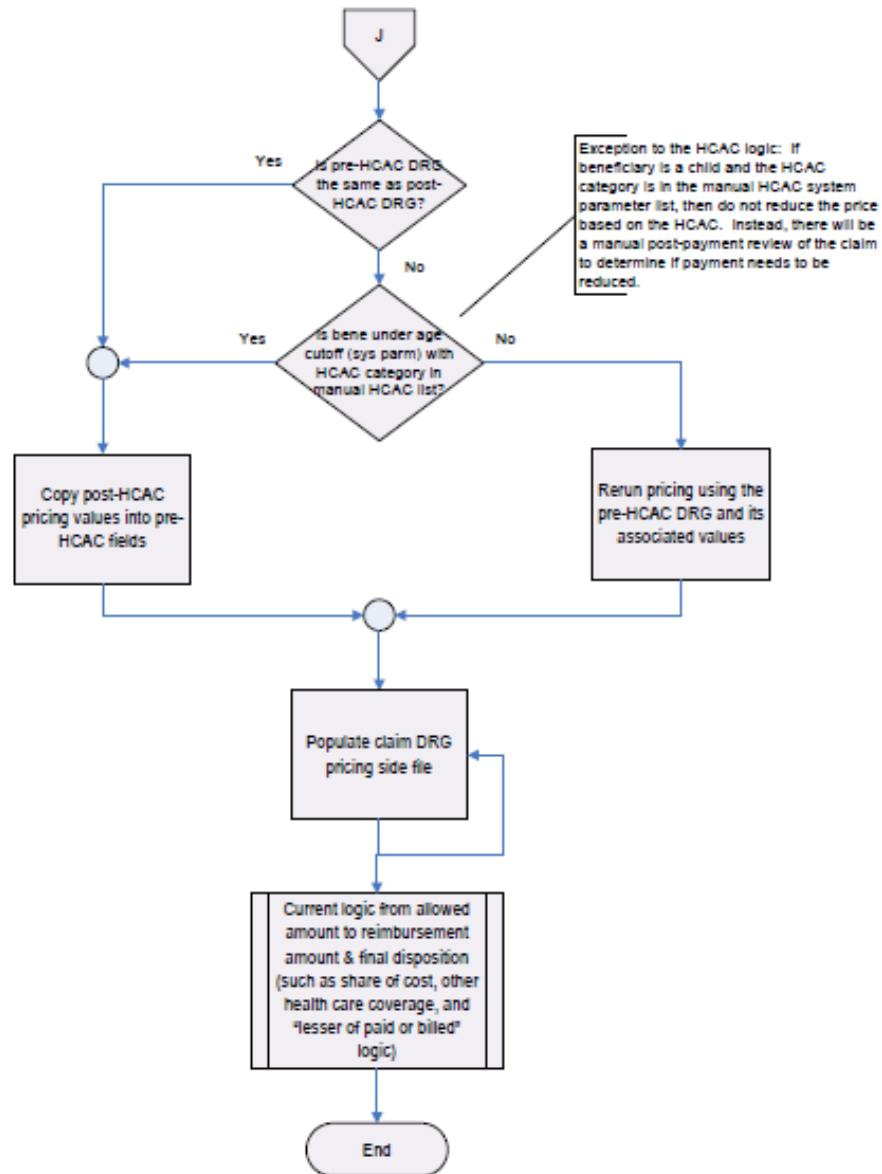 J
Yes
Is pre-HCAC DRG
the same as post-
HCAC DRG?
Exception to the HCAC logic: If
beneficiary is a child and the HCAC
category is in the manual HCAC system
parameter list, then do not reduce the price
based on the HCAC. Instead, there will be
a manual post-payment review of the claim
to determine if payment needs to be
reduced.
No
Yes
Is bene under age
cutoff (sys parm) with
HCAC category in
manual HCAC list?
No
Copy post-HCAC
pricing values into pre-
HCAC fields
Rerun pricing using the
pre-HCAC DRG and its
associated values
Populate claim DRG
pricing side file
Current logic from allowed
amount to reimbursement
amount & final disposition
(such as share of cost, other
health care coverage, and
“lesser of paid or billed”
logic)
End